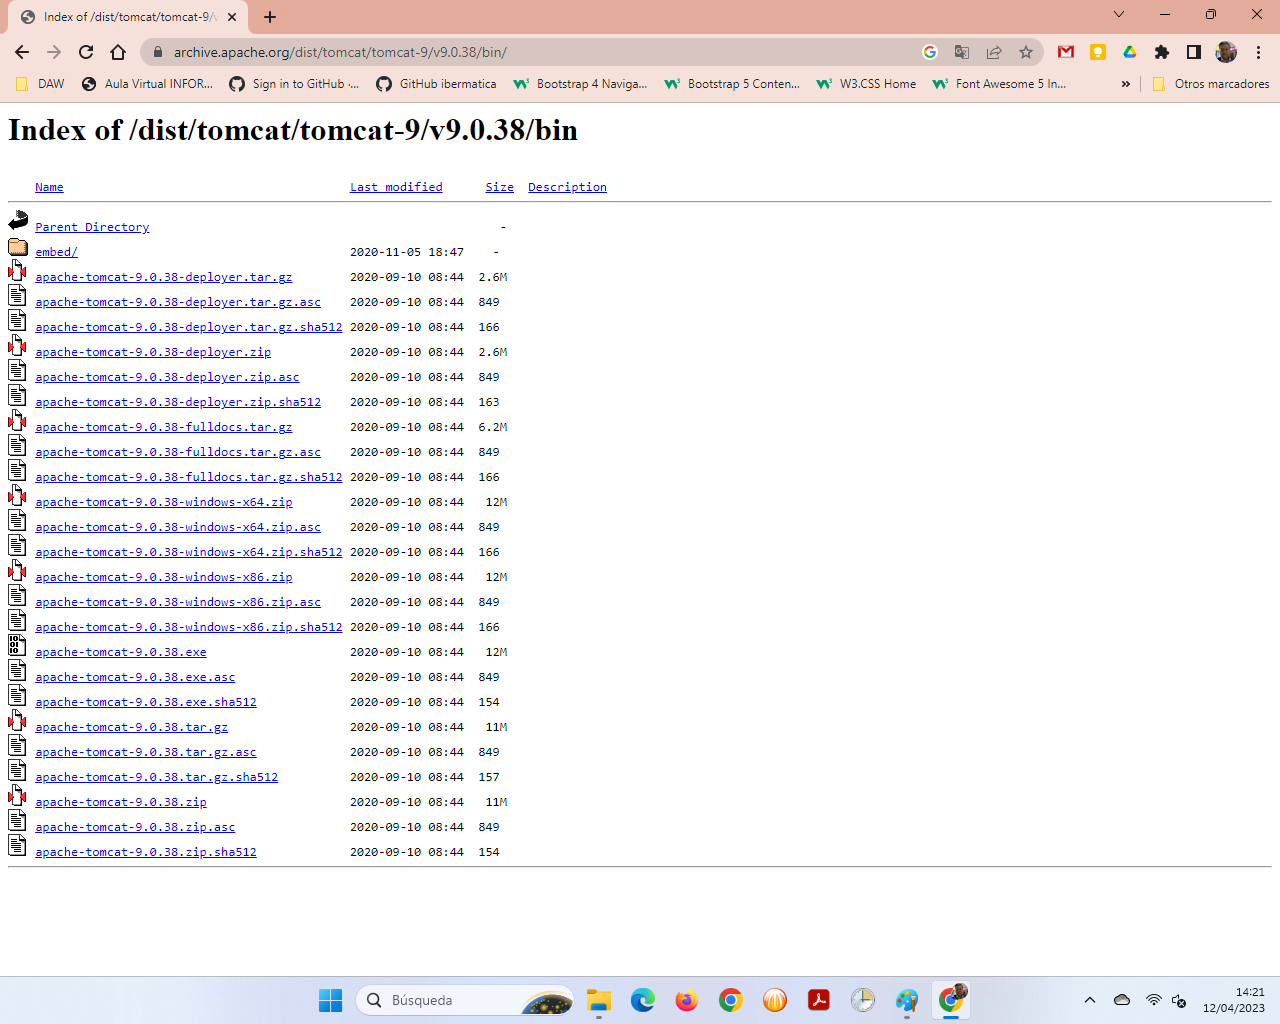 Index of /dist/tomcat/tomcat-9/v
archive.apache.org/dist/tomcat/tomcat-9/v9.0.38/bin/
DAW Aula Virtual INFOR... Sign in to GitHub ·... GitHub ibermatica Bootstrap 4 Naviga... Bootstrap 5 Conten... W3.CSS Home Font Awesome 5 In... » Otros marcadores
Index of /dist/tomcat/tomcat-9/v9.0.38/bin
Name Last modified Size Description
Parent Directory -
embed/ 2020-11-05 18:47 -
apache-tomcat-9.0.38-deployer.tar.gz 2020-09-10 08:44 2.6M
apache-tomcat-9.0.38-deployer.tar.gz.asc 2020-09-10 08:44 849
apache-tomcat-9.0.38-deployer.tar.gz.sha512 2020-09-10 08:44 166
apache-tomcat-9.0.38-deployer.zip 2020-09-10 08:44 2.6M
apache-tomcat-9.0.38-deployer.zip.asc 2020-09-10 08:44 849
apache-tomcat-9.0.38-deployer.zip.sha512 2020-09-10 08:44 163
apache-tomcat-9.0.38-fulldocs.tar.gz 2020-09-10 08:44 6.2M
apache-tomcat-9.0.38-fulldocs.tar.gz.asc 2020-09-10 08:44 849
apache-tomcat-9.0.38-fulldocs.tar.gz.sha512 2020-09-10 08:44 166
apache-tomcat-9.0.38-windows-x64.zip 2020-09-10 08:44 12M
apache-tomcat-9.0.38-windows-x64.zip.asc 2020-09-10 08:44 849
apache-tomcat-9.0.38-windows-x64.zip.sha512 2020-09-10 08:44 166
apache-tomcat-9.0.38-windows-x86.zip 2020-09-10 08:44 12M
apache-tomcat-9.0.38-windows-x86.zip.asc 2020-09-10 08:44 849
apache-tomcat-9.0.38-windows-x86.zip.sha512 2020-09-10 08:44 166
apache-tomcat-9.0.38.exe 2020-09-10 08:44 12M
apache-tomcat-9.0.38.exe.asc 2020-09-10 08:44 849
apache-tomcat-9.0.38.exe.sha512 2020-09-10 08:44 154
apache-tomcat-9.0.38.tar.gz 2020-09-10 08:44 11M
apache-tomcat-9.0.38.tar.gz.asc 2020-09-10 08:44 849
apache-tomcat-9.0.38.tar.gz.sha512 2020-09-10 08:44 157
apache-tomcat-9.0.38.zip 2020-09-10 08:44 11M
apache-tomcat-9.0.38.zip.asc 2020-09-10 08:44 849
apache-tomcat-9.0.38.zip.sha512 2020-09-10 08:44 154
Búsqueda
14:21
12/04/2023